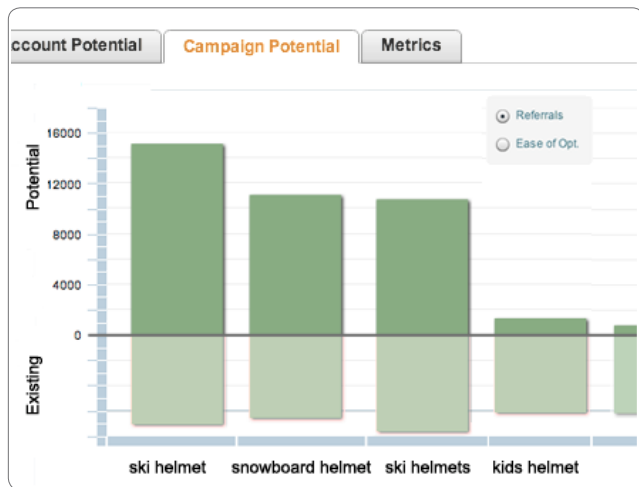 ccount Potential
Campaign Potential
Metrics
Referrals
Ease of Opt.
Potential
16000
12000
8000
4000
0
Existing
ski helmet
snowboard helmet
ski helmets
kids helmet